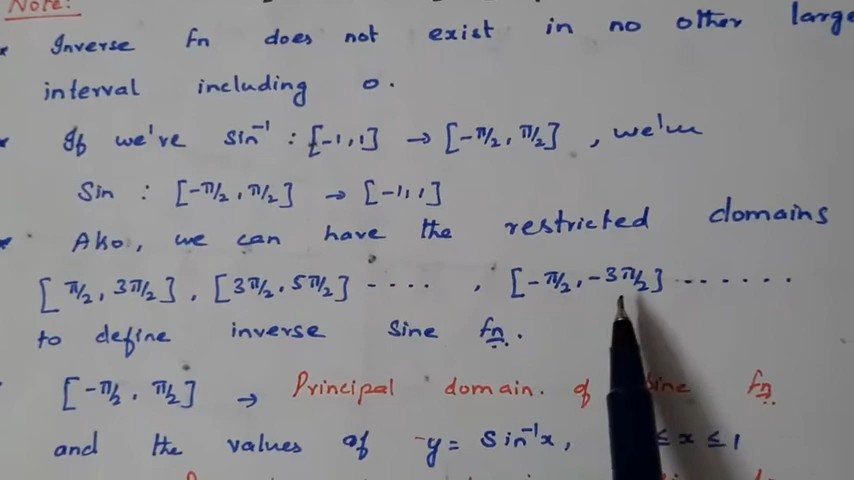 Note:
* Inverse fn does not exist in no other large
interval including 0.
* If we've sin⁻¹ : [-1, 1] → [-π/2, π/2] , we'll
Sin : [-π/2, π/2] → [-1, 1]
* Also, we can have the restricted domains
[π/2, 3π/2] , [3π/2, 5π/2] ---- , [-π/2, -3π/2] -------
to define inverse sine fn.
[-π/2, π/2] → Principal domain of sine fn
and the values of y = Sin⁻¹x, ≤ x ≤ 1